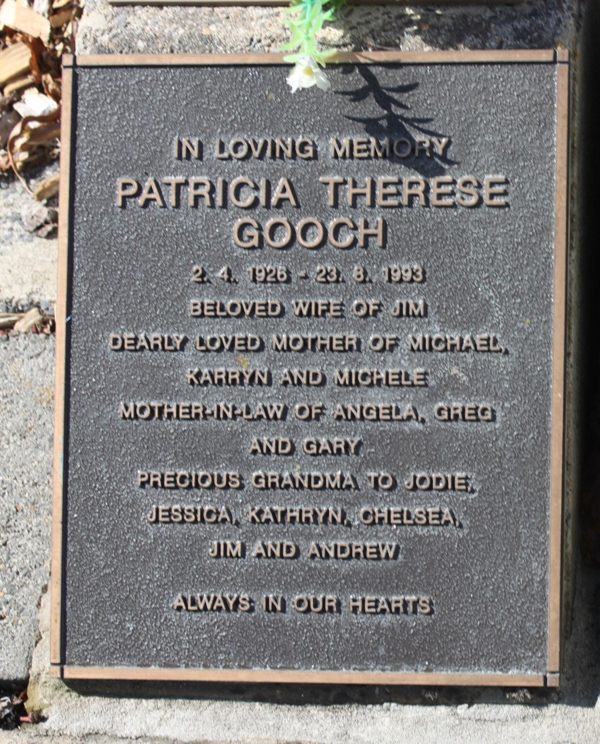 IN LOVING MEMORY
PATRICIA THERESE
GOOCH
2. 4. 1926 - 23. 8. 1993
BELOVED WIFE OF JIM
DEARLY LOVED MOTHER OF MICHAEL,
KARRYN AND MICHELE
MOTHER-IN-LAW OF ANGELA, GREG
AND GARY
PRECIOUS GRANDMA TO JODIE,
JESSICA, KATHRYN, CHELSEA,
JIM AND ANDREW
ALWAYS IN OUR HEARTS